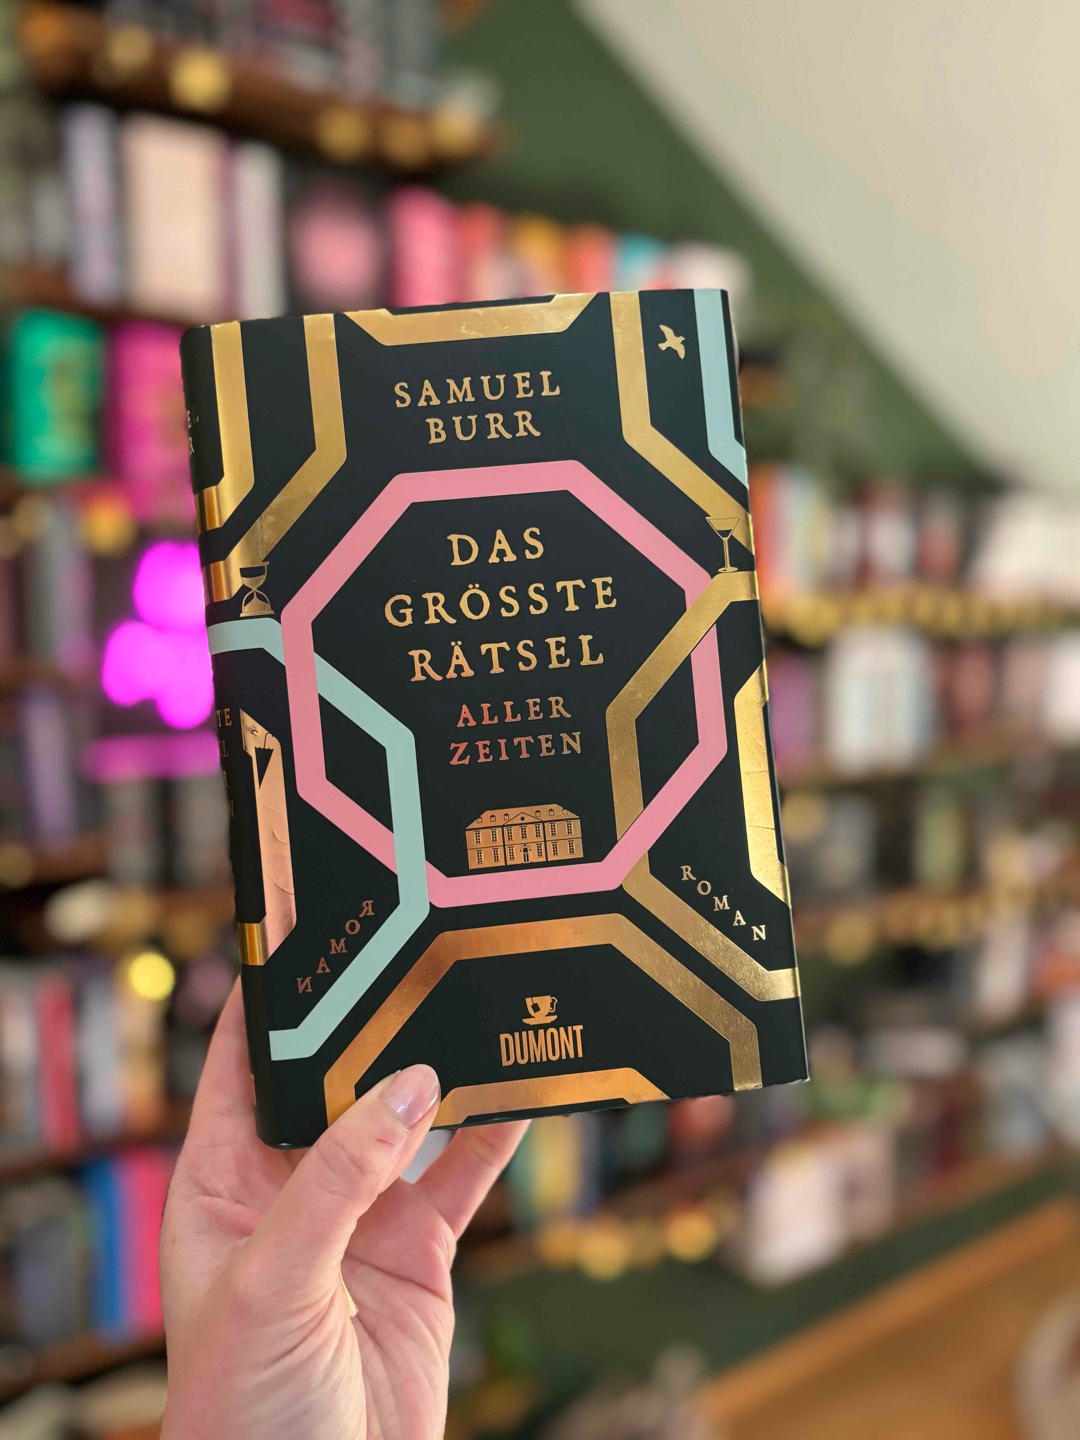 SAMUEL
BURR
DAS
GRÖSSTE
RÄTSEL
ALLER
ZEITEN
ROMAN
ROMAN
DUMONT